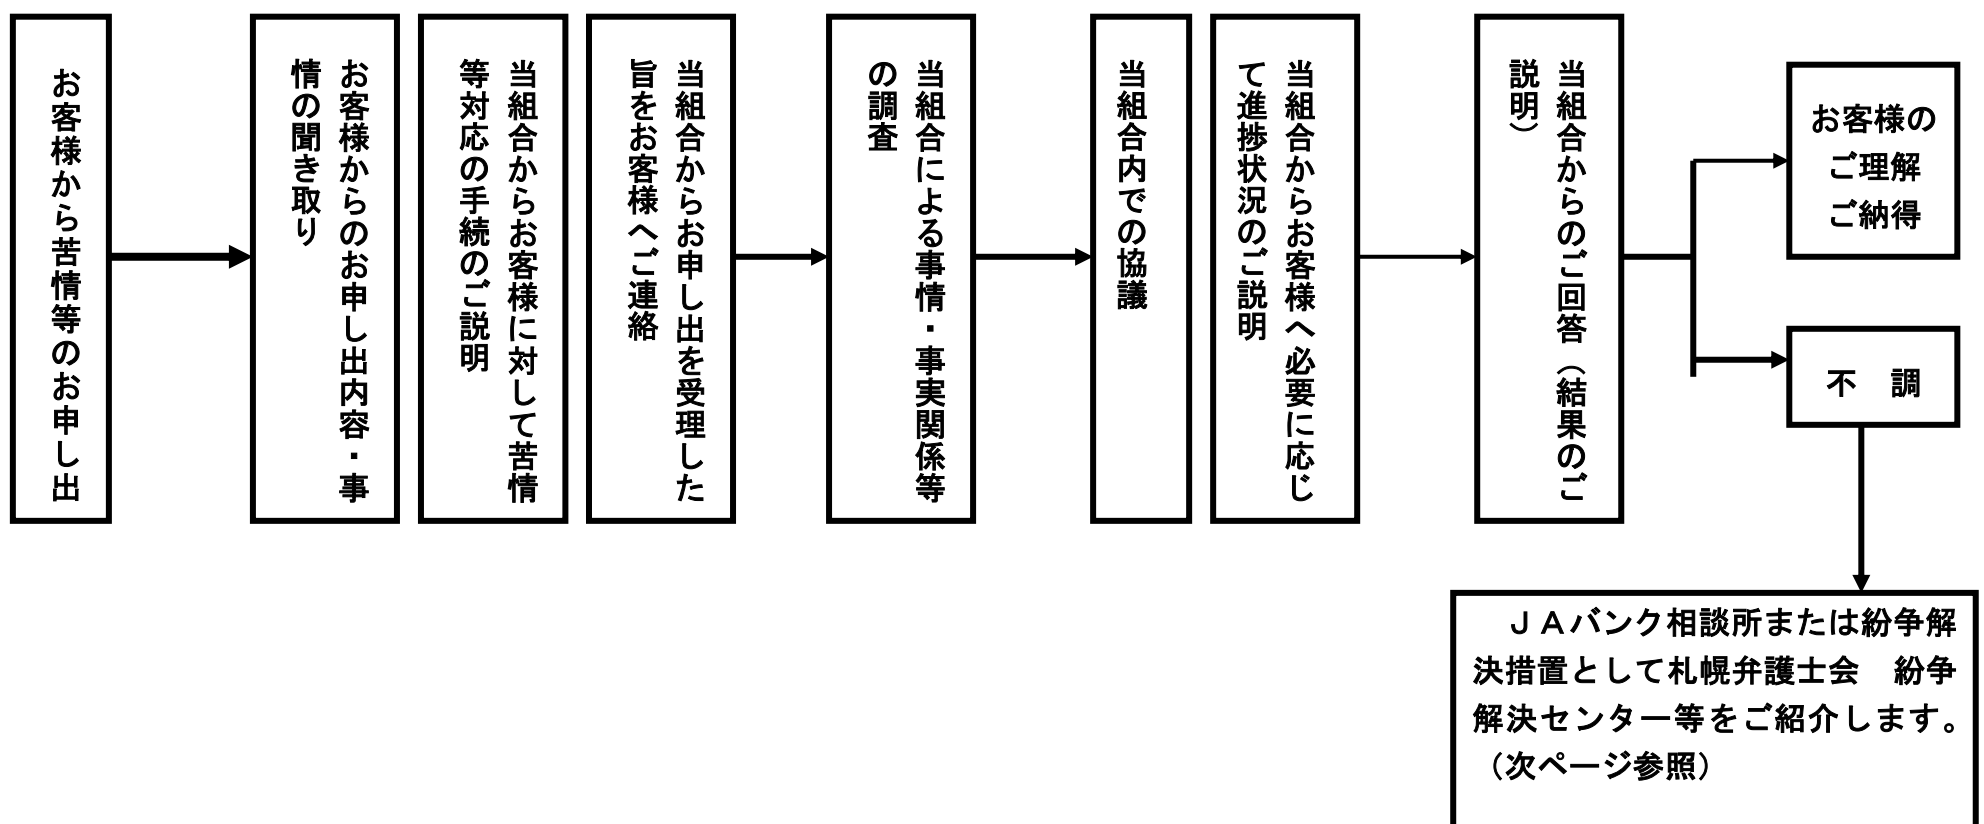 お客様から苦情等のお申し出
お客様からのお申し出内容・事
情の聞き取り
当組合からお客様に対して苦情
等対応の手続のご説明
当組合からお申し出を受理した
旨をお客様へご連絡
当組合による事情・事実関係等
の調査
当組合内での協議
当組合からお客様へ必要に応じ
て進捗状況のご説明
当組合からのご回答（結果のご
説明）
お客様の
ご理解
ご納得
不　調
ＪＡバンク相談所または紛争解
決措置として札幌弁護士会　紛争
解決センター等をご紹介します。
（次ページ参照）